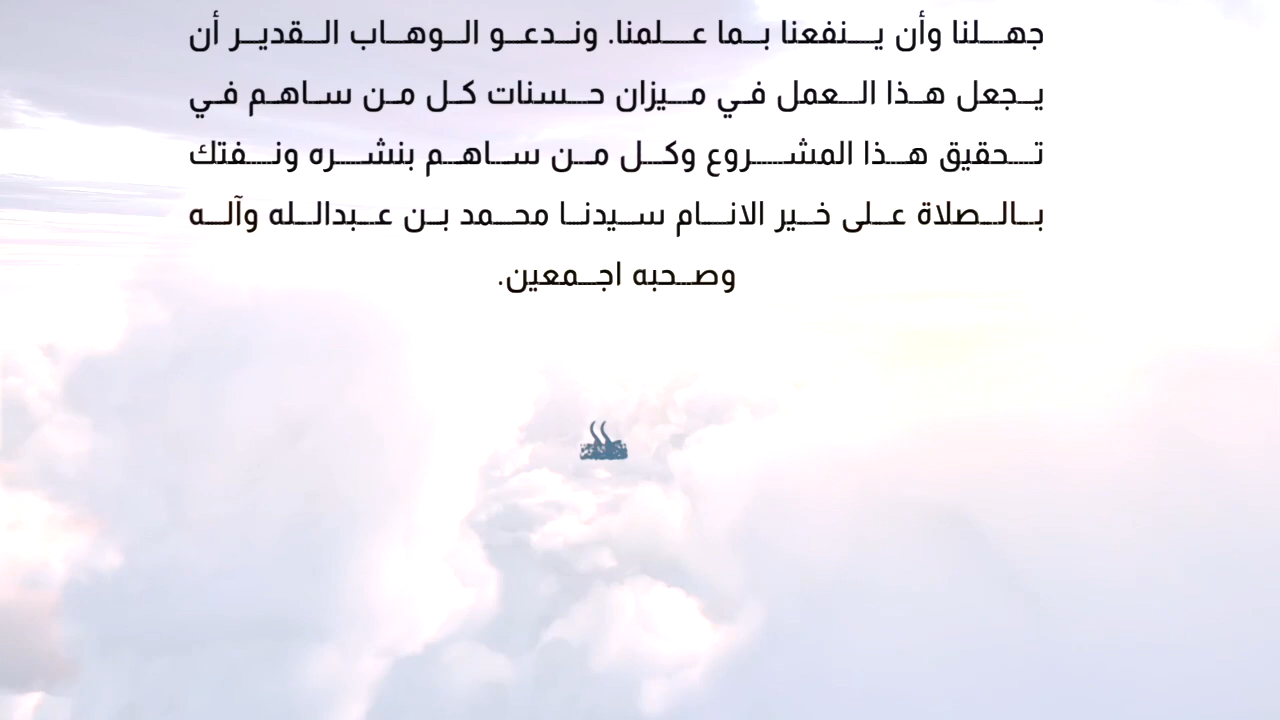 جهلنا وأن ينفعنا بما علمنا. وندعو الوهاب القدير أن
يجعل هذا العمل في ميزان حسنات كل من ساهم في
تحقيق هذا المشروع وكل من ساهم بنشره ونفتك
بالصلاة على خير الانام سيدنا محمد بن عبدالله وآله
وصحبه اجمعين.